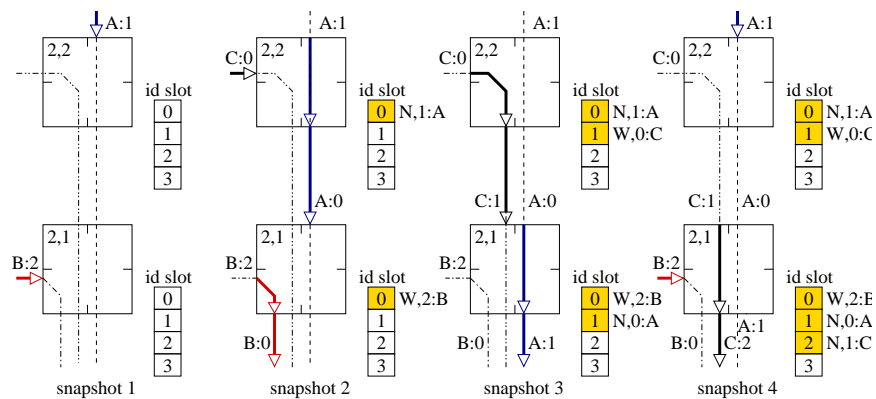 A:1
2,2
id slot
0
1
2
3
2,1
B:2
id slot
0
1
2
3
snapshot 1
A:1
C:0
2,2
id slot
0 N,1:A
1
2
3
A:0
2,1
B:2
id slot
0 W,2:B
1
2
3
B:0
snapshot 2
A:1
C:0
2,2
id slot
0 N,1:A
1 W,0:C
2
3
C:1 A:0
2,1
B:2
id slot
0 W,2:B
1 N,0:A
2
3
B:0 A:1
snapshot 3
A:1
C:0
2,2
id slot
0 N,1:A
1 W,0:C
2
3
C:1 A:0
2,1
B:2
id slot
0 W,2:B
1 N,0:A
2 N,1:C
3
A:1
B:0 C:2
snapshot 4